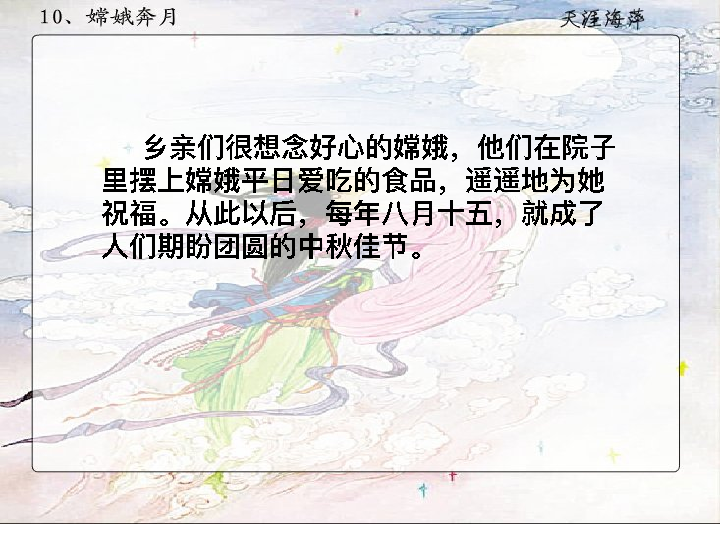 10、嫦娥奔月
天涯海萍
乡亲们很想念好心的嫦娥，他们在院子
里摆上嫦娥平日爱吃的食品，遥遥地为她
祝福。从此以后，每年八月十五，就成了
人们期盼团圆的中秋佳节。